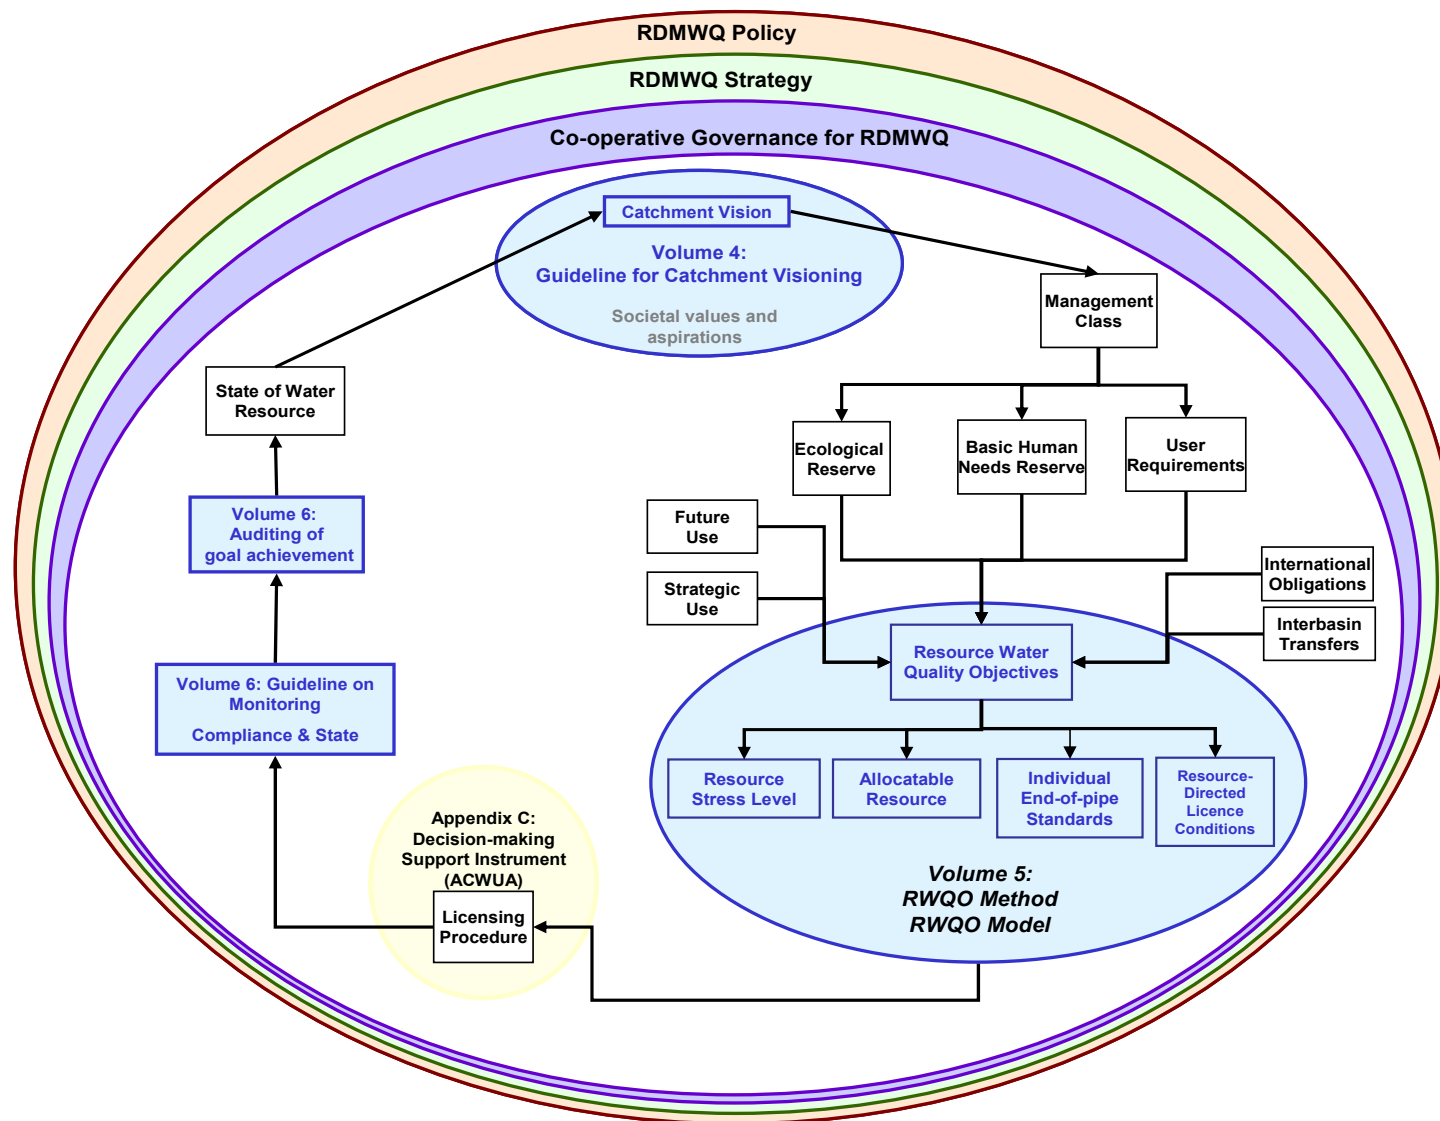 RDMWQ Policy
RDMWQ Strategy
Co-operative Governance for RDMWQ
Catchment Vision
Volume 4:
Guideline for Catchment Visioning
Societal values and
aspirations
Management
Class
State of Water
Resource
Ecological
Reserve
Basic Human
Needs Reserve
User
Requirements
Volume 6:
Auditing of
goal achievement
Future
Use
Strategic
Use
International
Obligations
Interbasin
Transfers
Resource Water
Quality Objectives
Volume 6: Guideline on
Monitoring
Compliance & State
Resource
Stress Level
Allocatable
Resource
Individual
End-of-pipe
Standards
Resource-
Directed
Licence
Conditions
Appendix C:
Decision-making
Support Instrument
(ACWUA)
Licensing
Procedure
Volume 5:
RWQO Method
RWQO Model